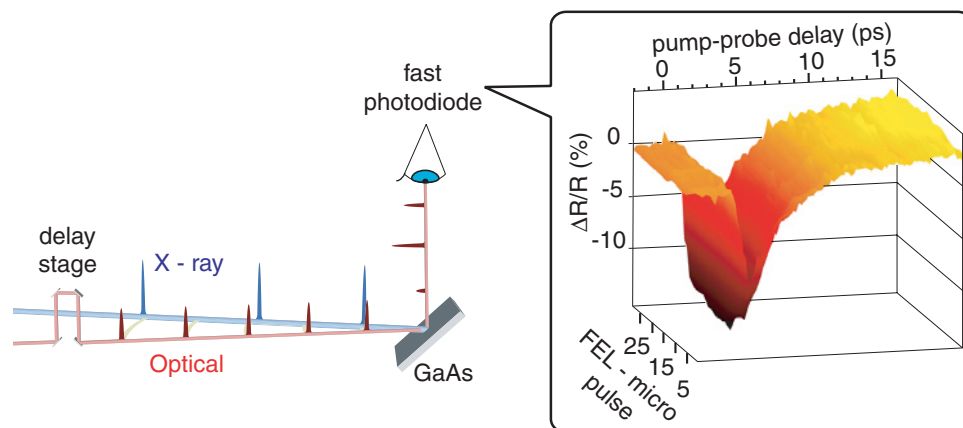 fast
photodiode
delay
stage
X - ray
Optical
GaAs
pump-probe delay (ps)
0 5 10 15
ΔR/R (%)
0
-5
-10
25
15
5
FEL - micro
pulse